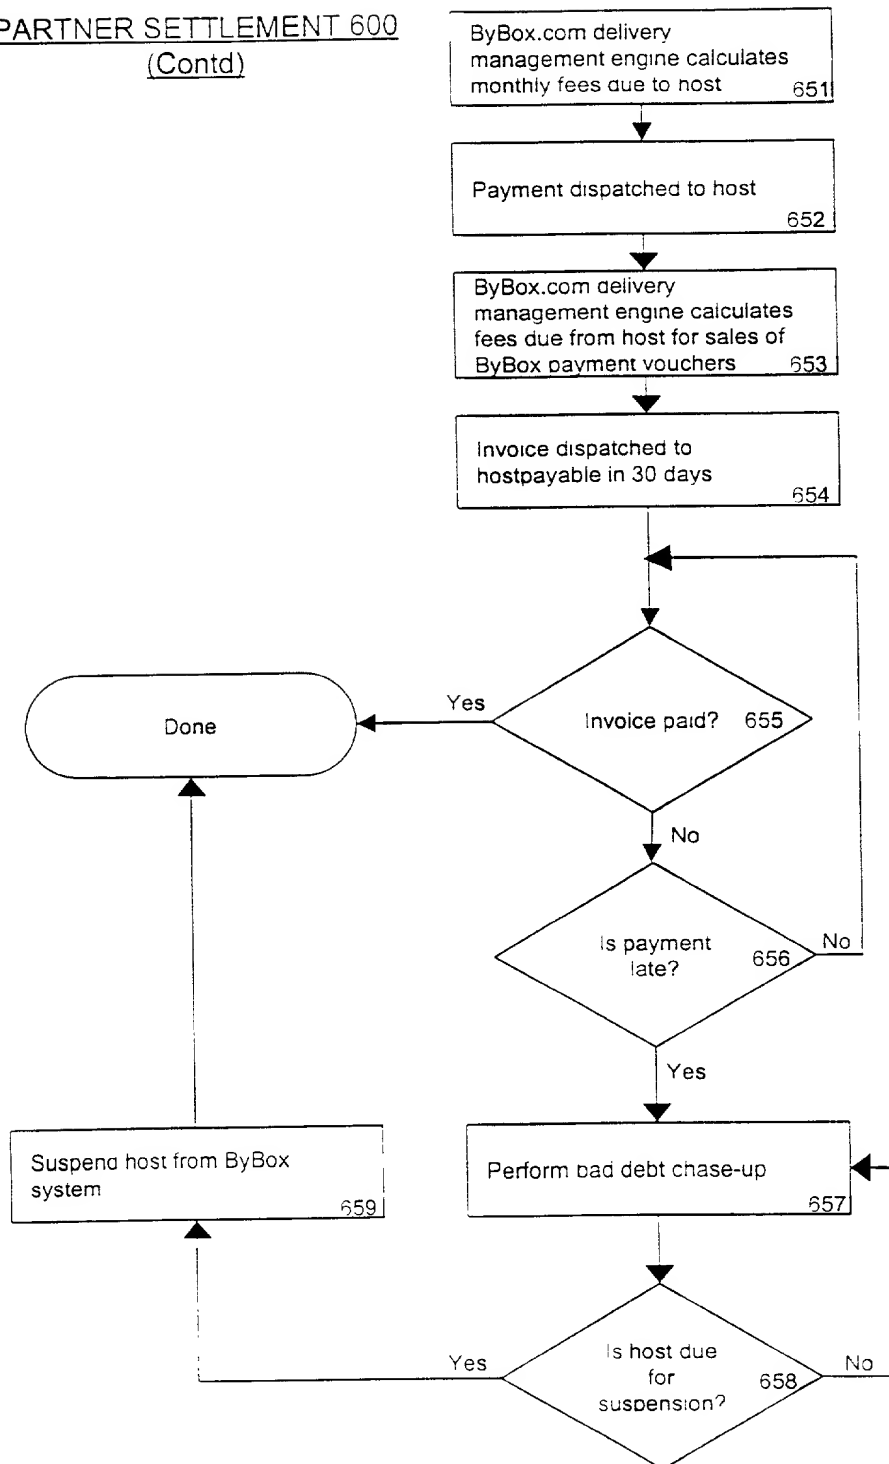 PARTNER SETTLEMENT 600
(Contd)
ByBox.com delivery
management engine calculates
monthly fees due to host
651
Payment dispatched to host
652
ByBox.com delivery
management engine calculates
fees due from host for sales of
ByBox payment vouchers
653
Invoice dispatched to
hostpayable in 30 days
654
Yes
Done
Invoice paid?
655
No
Is payment
late?
656
No
Yes
Suspend host from ByBox
system
659
Perform bad debt chase-up
657
Yes
Is host due
for
suspension?
658
No